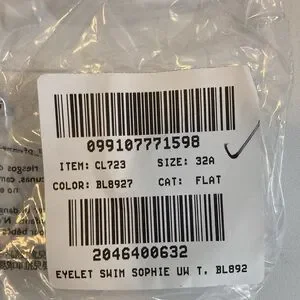 099107771598
ITEM: CL723 SIZE: 32A
COLOR: BL8927 CAT: FLAT
2046400632
EYELET SWIM SOPHIE UW T, BL892